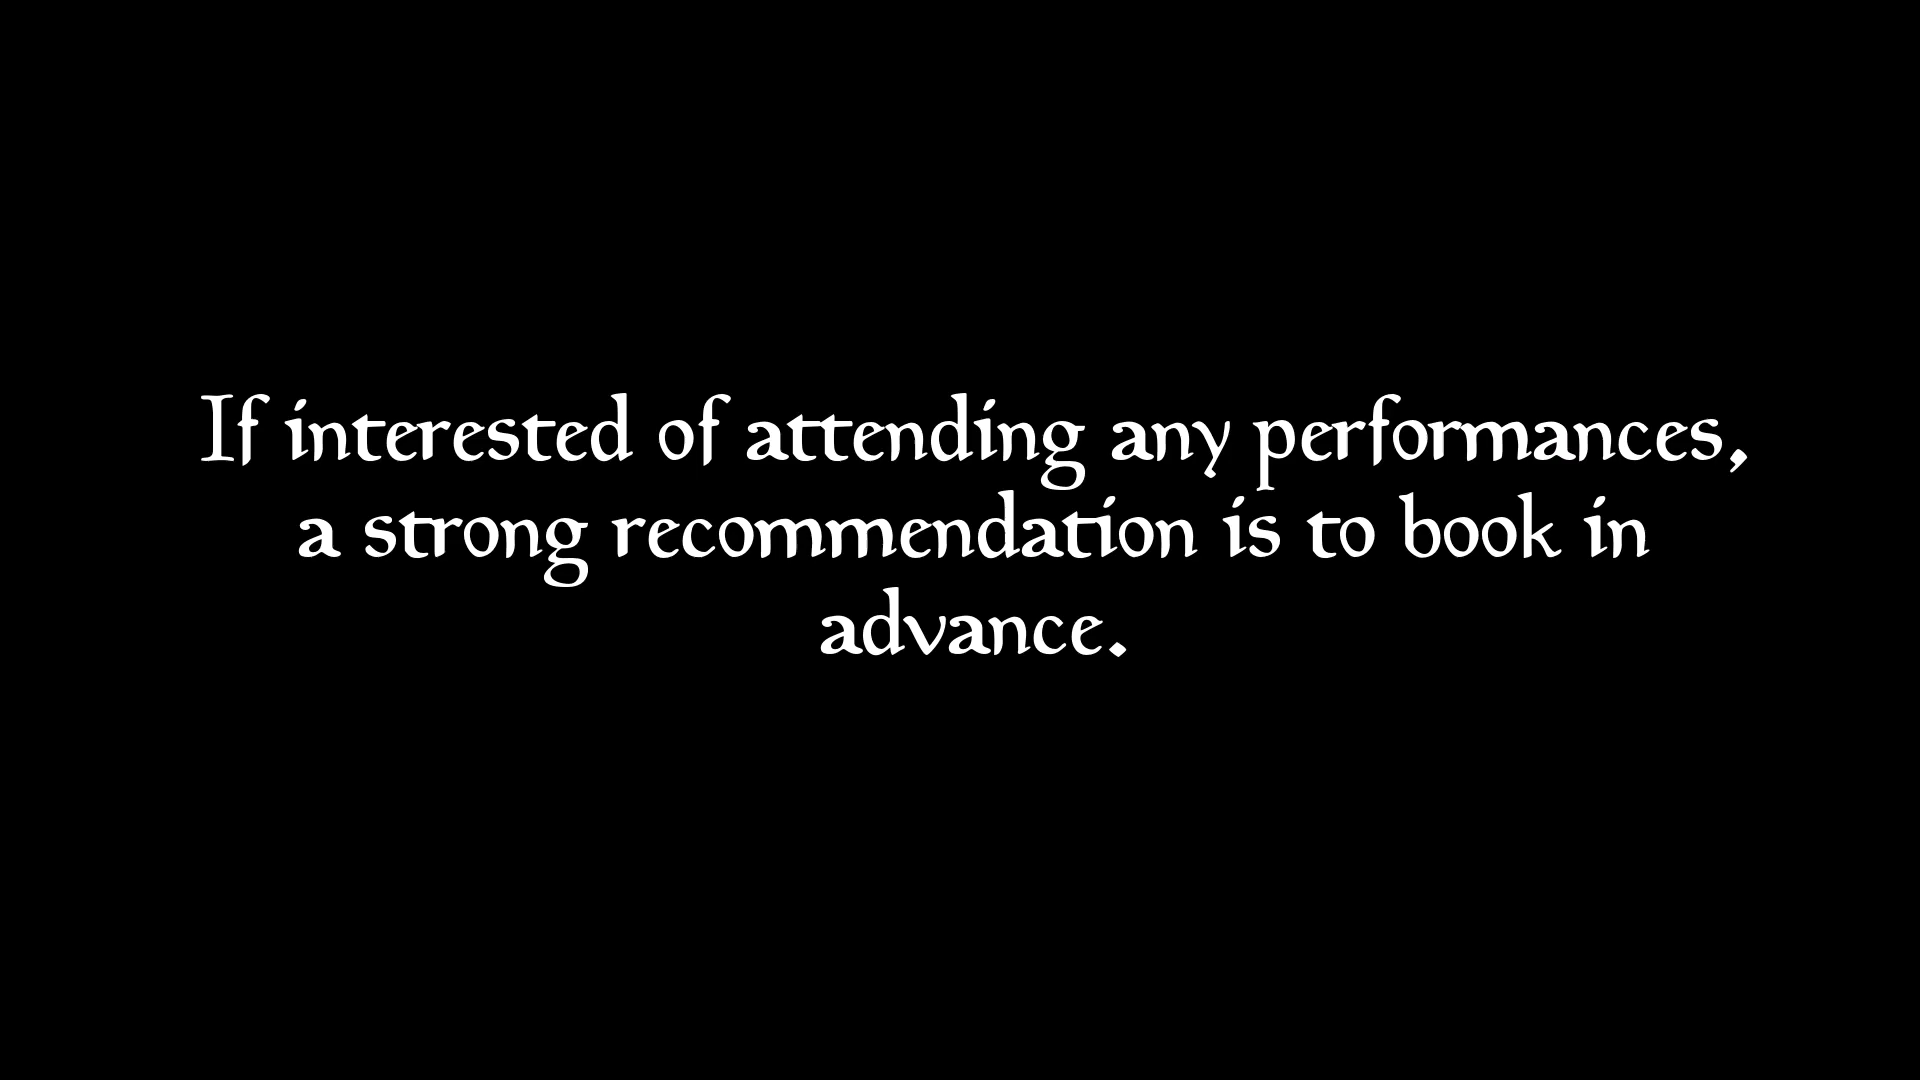 If interested of attending any performances,
a strong recommendation is to book in
advance.